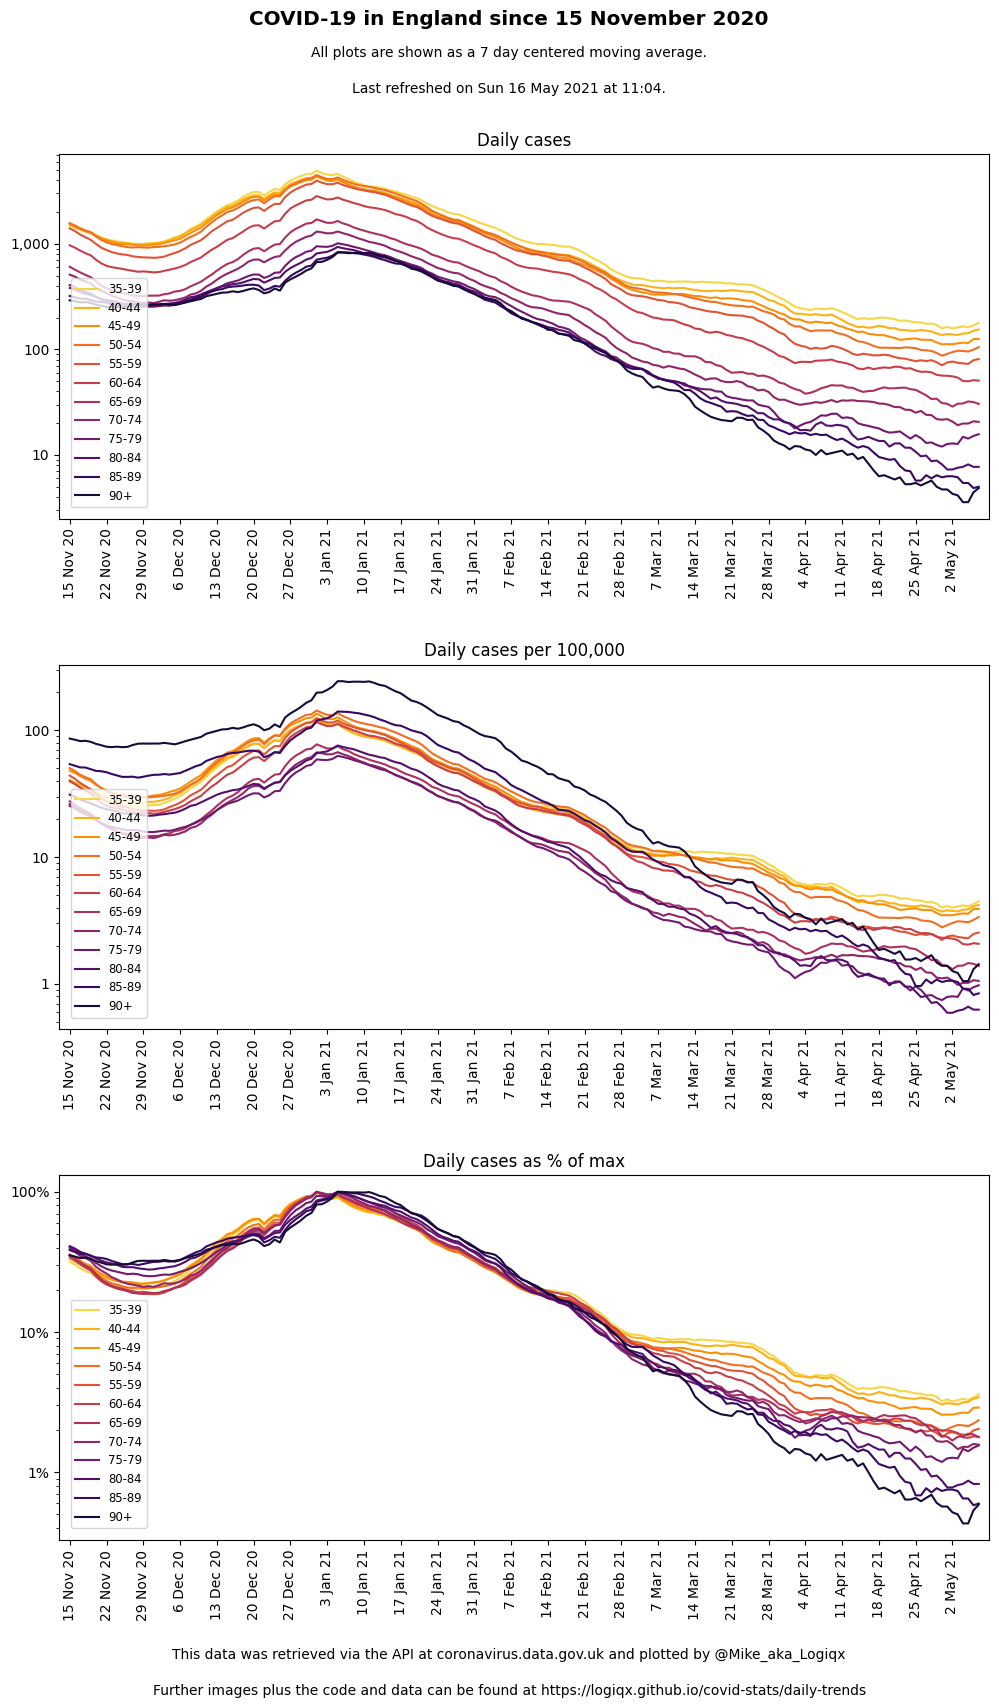 COVID-19 in England since 15 November 2020
All plots are shown as a 7 day centered moving average.
Last refreshed on Sun 16 May 2021 at 11:04.
Daily cases
1,000
100
10
35-39
40-44
45-49
50-54
55-59
60-64
65-69
70-74
75-79
80-84
85-89
90+
15 Nov 20
22 Nov 20
29 Nov 20
6 Dec 20
13 Dec 20
20 Dec 20
27 Dec 20
3 Jan 21
10 Jan 21
17 Jan 21
24 Jan 21
31 Jan 21
7 Feb 21
14 Feb 21
21 Feb 21
28 Feb 21
7 Mar 21
14 Mar 21
21 Mar 21
28 Mar 21
4 Apr 21
11 Apr 21
18 Apr 21
25 Apr 21
2 May 21
Daily cases per 100,000
100
10
1
35-39
40-44
45-49
50-54
55-59
60-64
65-69
70-74
75-79
80-84
85-89
90+
15 Nov 20
22 Nov 20
29 Nov 20
6 Dec 20
13 Dec 20
20 Dec 20
27 Dec 20
3 Jan 21
10 Jan 21
17 Jan 21
24 Jan 21
31 Jan 21
7 Feb 21
14 Feb 21
21 Feb 21
28 Feb 21
7 Mar 21
14 Mar 21
21 Mar 21
28 Mar 21
4 Apr 21
11 Apr 21
18 Apr 21
25 Apr 21
2 May 21
Daily cases as % of max
100%
10%
1%
35-39
40-44
45-49
50-54
55-59
60-64
65-69
70-74
75-79
80-84
85-89
90+
15 Nov 20
22 Nov 20
29 Nov 20
6 Dec 20
13 Dec 20
20 Dec 20
27 Dec 20
3 Jan 21
10 Jan 21
17 Jan 21
24 Jan 21
31 Jan 21
7 Feb 21
14 Feb 21
21 Feb 21
28 Feb 21
7 Mar 21
14 Mar 21
21 Mar 21
28 Mar 21
4 Apr 21
11 Apr 21
18 Apr 21
25 Apr 21
2 May 21
This data was retrieved via the API at coronavirus.data.gov.uk and plotted by @Mike_aka_Logiqx
Further images plus the code and data can be found at https://logiqx.github.io/covid-stats/daily-trends